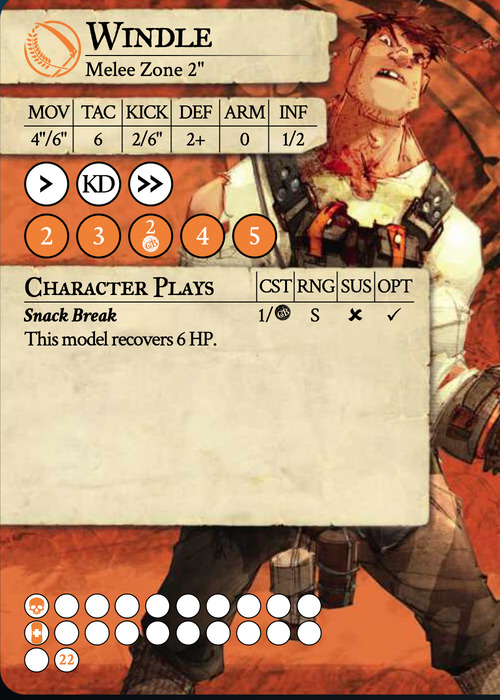 WINDLE
Melee Zone 2"
MOV TAC KICK DEF ARM INF
4"/6" 6 2/6" 2+ 0 1/2
> KD >>
2 3 2 GB 4 5
CHARACTER PLAYS CST RNG SUS OPT
Snack Break 1/GB S ✘ ✓
This model recovers 6 HP.
22